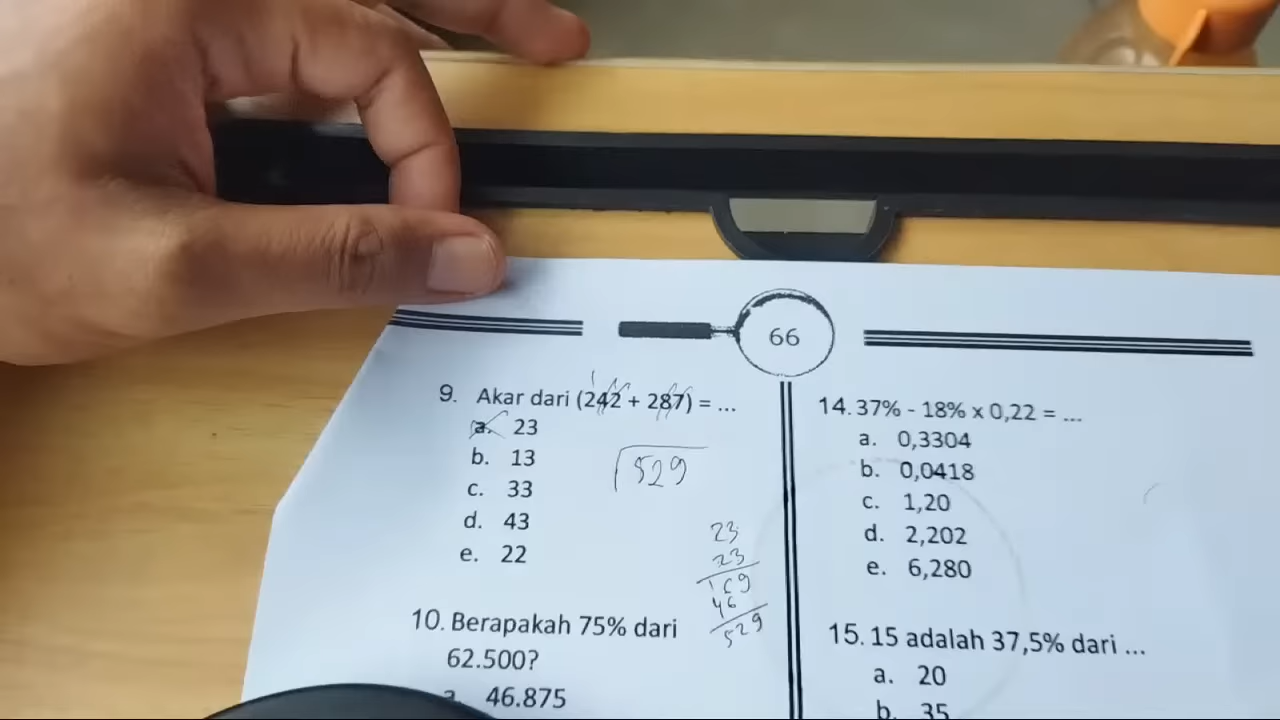 66
9. Akar dari (242 + 287) = ...
a. 23
b. 13
c. 33
d. 43
e. 22
529
23
23
169
46
529
10. Berapakah 75% dari
62.500?
46.875
14. 37% - 18% x 0,22 = ...
a. 0,3304
b. 0,0418
c. 1,20
d. 2,202
e. 6,280
15. 15 adalah 37,5% dari ...
a. 20
b. 35